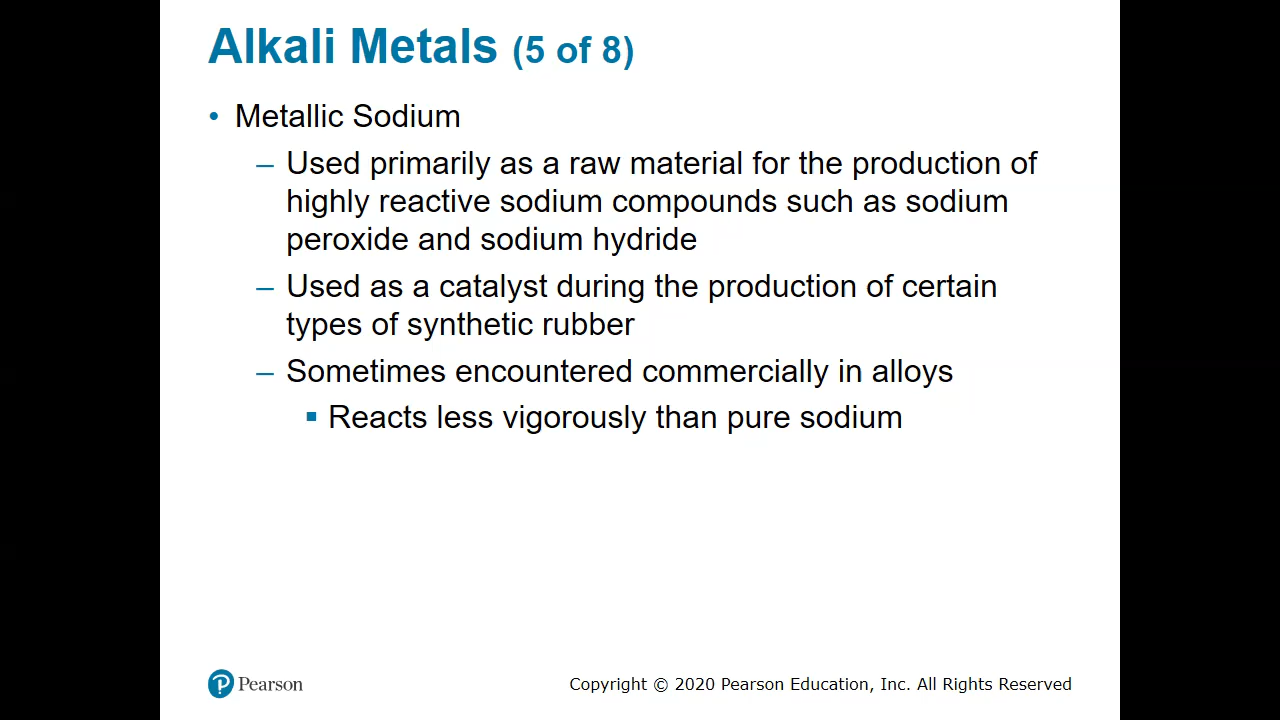 Alkali Metals (5 of 8)
• Metallic Sodium
– Used primarily as a raw material for the production of
highly reactive sodium compounds such as sodium
peroxide and sodium hydride
– Used as a catalyst during the production of certain
types of synthetic rubber
– Sometimes encountered commercially in alloys
▪ Reacts less vigorously than pure sodium
Pearson
Copyright © 2020 Pearson Education, Inc. All Rights Reserved